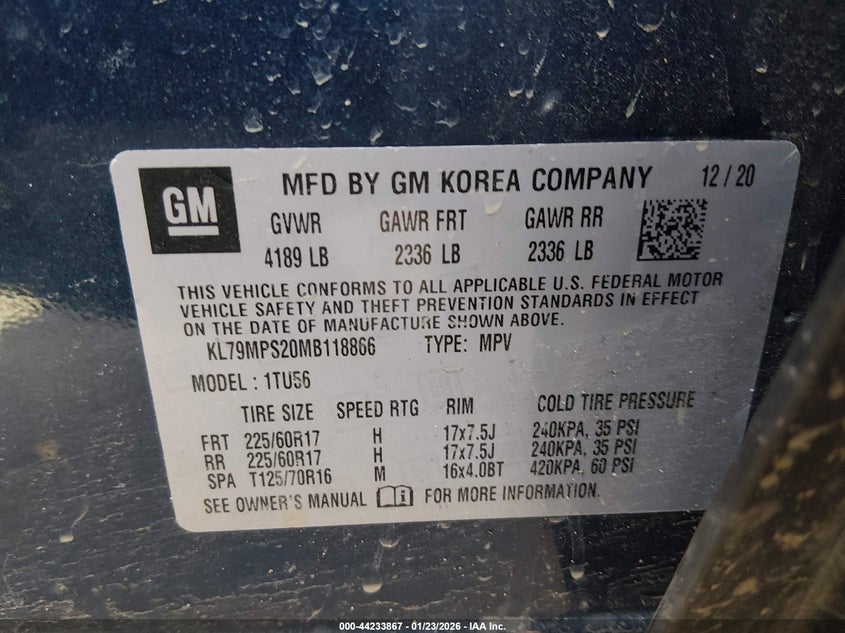 GM
MFD BY GM KOREA COMPANY 12 / 20
GVWR GAWR FRT GAWR RR
4189 LB 2336 LB 2336 LB
THIS VEHICLE CONFORMS TO ALL APPLICABLE U.S. FEDERAL MOTOR
VEHICLE SAFETY AND THEFT PREVENTION STANDARDS IN EFFECT
ON THE DATE OF MANUFACTURE SHOWN ABOVE.
KL79MPS20MB118866 TYPE: MPV
MODEL : 1TU56
TIRE SIZE SPEED RTG RIM COLD TIRE PRESSURE
FRT 225/60R17 H 17x7.5J 240KPA, 35 PSI
RR 225/60R17 H 17x7.5J 240KPA, 35 PSI
SPA T125/70R16 M 16x4.0BT 420KPA, 60 PSI
SEE OWNER'S MANUAL FOR MORE INFORMATION.
000-44233867 - 01/23/2026 - IAA Inc.